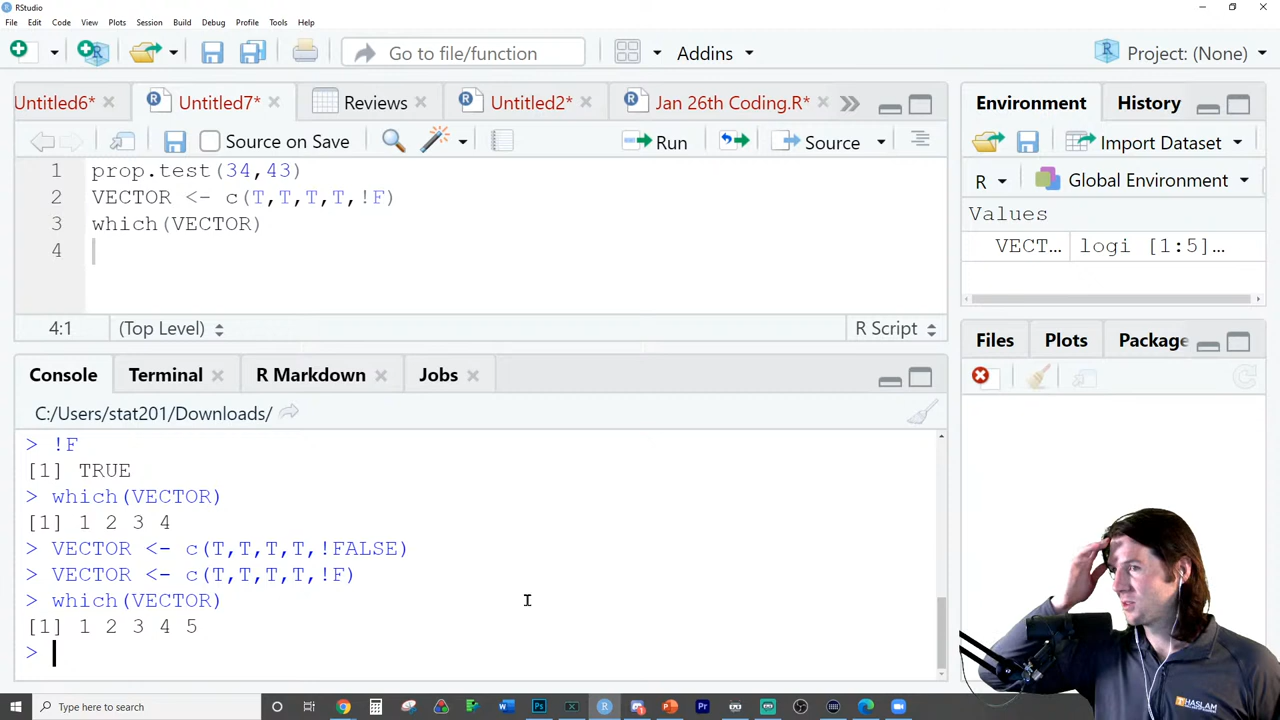 RStudio
File Edit Code View Plots Session Build Debug Profile Tools Help
Go to file/function Addins Project: (None)
Untitled6* Untitled7* Reviews Untitled2* Jan 26th Coding.R*
Source on Save Run Source
1 prop.test(34,43)
2 VECTOR <- c(T,T,T,T,!F)
3 which(VECTOR)
4
4:1 (Top Level) R Script
Console Terminal R Markdown Jobs
C:/Users/stat201/Downloads/
> !F
[1] TRUE
> which(VECTOR)
[1] 1 2 3 4
> VECTOR <- c(T,T,T,T,!FALSE)
> VECTOR <- c(T,T,T,T,!F)
> which(VECTOR)
[1] 1 2 3 4 5
>
Environment History
Import Dataset
R Global Environment
Values
VECT… logi [1:5]…
Files Plots Package
HASLAM
Type here to search